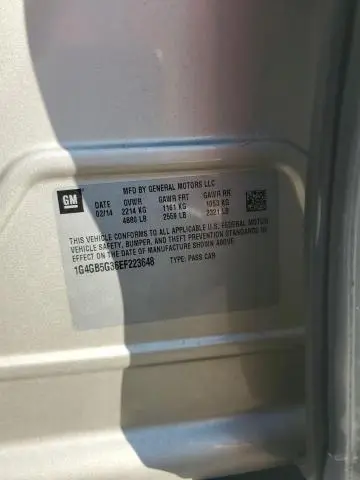 GM
MFD BY GENERAL MOTORS LLC
DATE GVWR GAWR FRT GAWR RR
02/14 2214 KG 1161 KG 1053 KG
4880 LB 2559 LB 2321 LB
THIS VEHICLE CONFORMS TO ALL APPLICABLE U.S. FEDERAL MOTOR
VEHICLE SAFETY, BUMPER, AND THEFT PREVENTION STANDARDS IN
EFFECT ON THE DATE OF MANUFACTURE SHOWN ABOVE.
1G4GB5G36EF223648 TYPE: PASS CAR